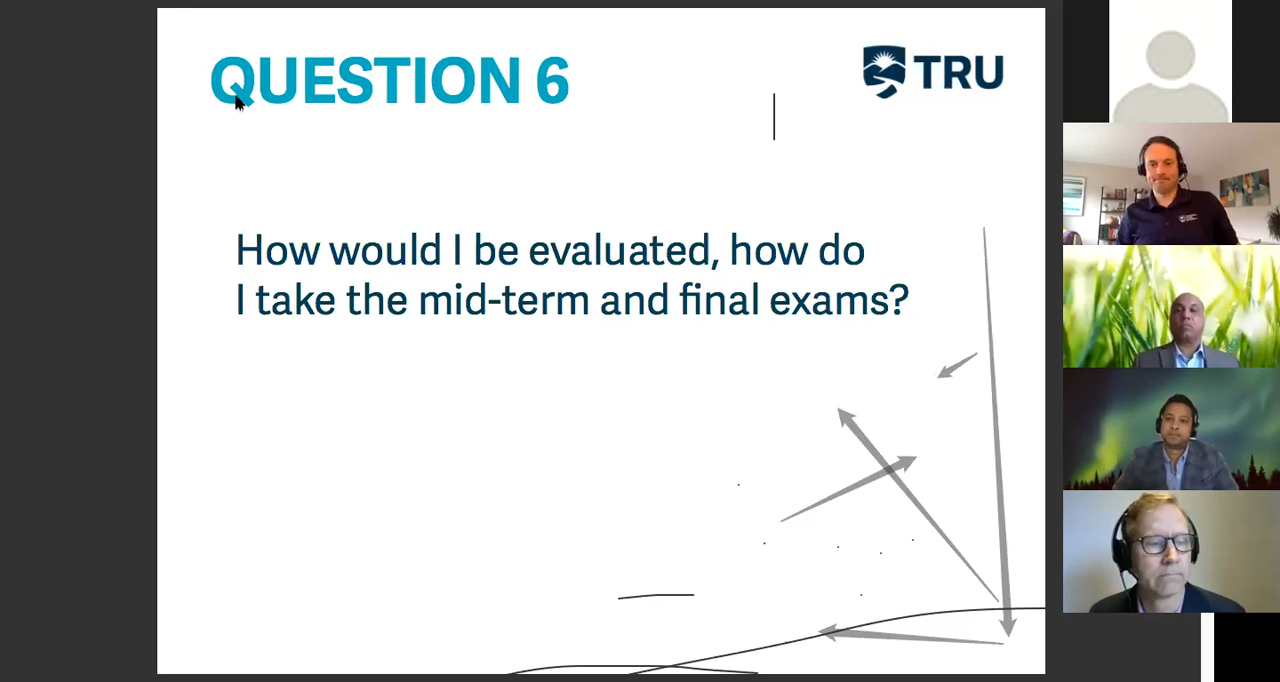 QUESTION 6
TRU
How would I be evaluated, how do
I take the mid-term and final exams?